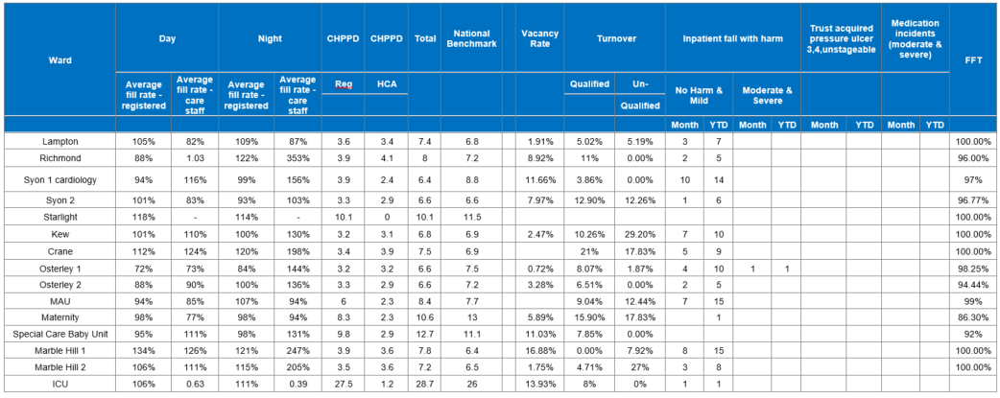 Ward Day Night CHPPD CHPPD Total National Benchmark Vacancy Rate Turnover Inpatient fall with harm Trust acquired pressure ulcer 3,4,unstageable Medication incidents (moderate & severe) FFT
Average fill rate - registered Average fill rate - care staff Average fill rate - registered Average fill rate - care staff Reg HCA Qualified Un-Qualified No Harm & Mild Moderate & Severe
Month YTD Month YTD Month YTD Month YTD
Lampton 105% 82% 109% 87% 3.6 3.4 7.4 6.8 1.91% 5.02% 5.19% 3 7 100.00%
Richmond 88% 1.03 122% 353% 3.9 4.1 8 7.2 8.92% 11% 0.00% 2 5 96.00%
Syon 1 cardiology 94% 116% 99% 156% 3.9 2.4 6.4 8.8 11.66% 3.86% 0.00% 10 14 97%
Syon 2 101% 83% 93% 103% 3.3 2.9 6.6 6.6 7.97% 12.90% 12.26% 1 6 96.77%
Starlight 118% - 114% - 10.1 0 10.1 11.5 100.00%
Kew 101% 110% 100% 130% 3.2 3.1 6.8 6.9 2.47% 10.26% 29.20% 7 10 100.00%
Crane 112% 124% 120% 198% 3.4 3.9 7.5 6.9 21% 17.83% 5 9 100.00%
Osterley 1 72% 73% 84% 144% 3.2 3.2 6.6 7.5 0.72% 8.07% 1.87% 4 10 1 1 98.25%
Osterley 2 88% 90% 100% 136% 3.3 2.9 6.6 7.2 3.28% 6.51% 0.00% 2 5 94.44%
MAU 94% 85% 107% 94% 6 2.3 8.4 7.7 9.04% 12.44% 7 15 99%
Maternity 98% 77% 98% 94% 8.3 2.3 10.6 13 5.89% 15.90% 17.83% 1 86.30%
Special Care Baby Unit 95% 111% 98% 131% 9.8 2.9 12.7 11.1 11.03% 7.85% 0.00% 92%
Marble Hill 1 134% 126% 121% 247% 3.9 3.6 7.8 6.4 16.88% 0.00% 7.92% 8 15 100.00%
Marble Hill 2 106% 111% 115% 205% 3.5 3.6 7.2 6.5 1.75% 4.71% 27% 3 8 100.00%
ICU 106% 0.63 111% 0.39 27.5 1.2 28.7 26 13.93% 8% 0% 1 1